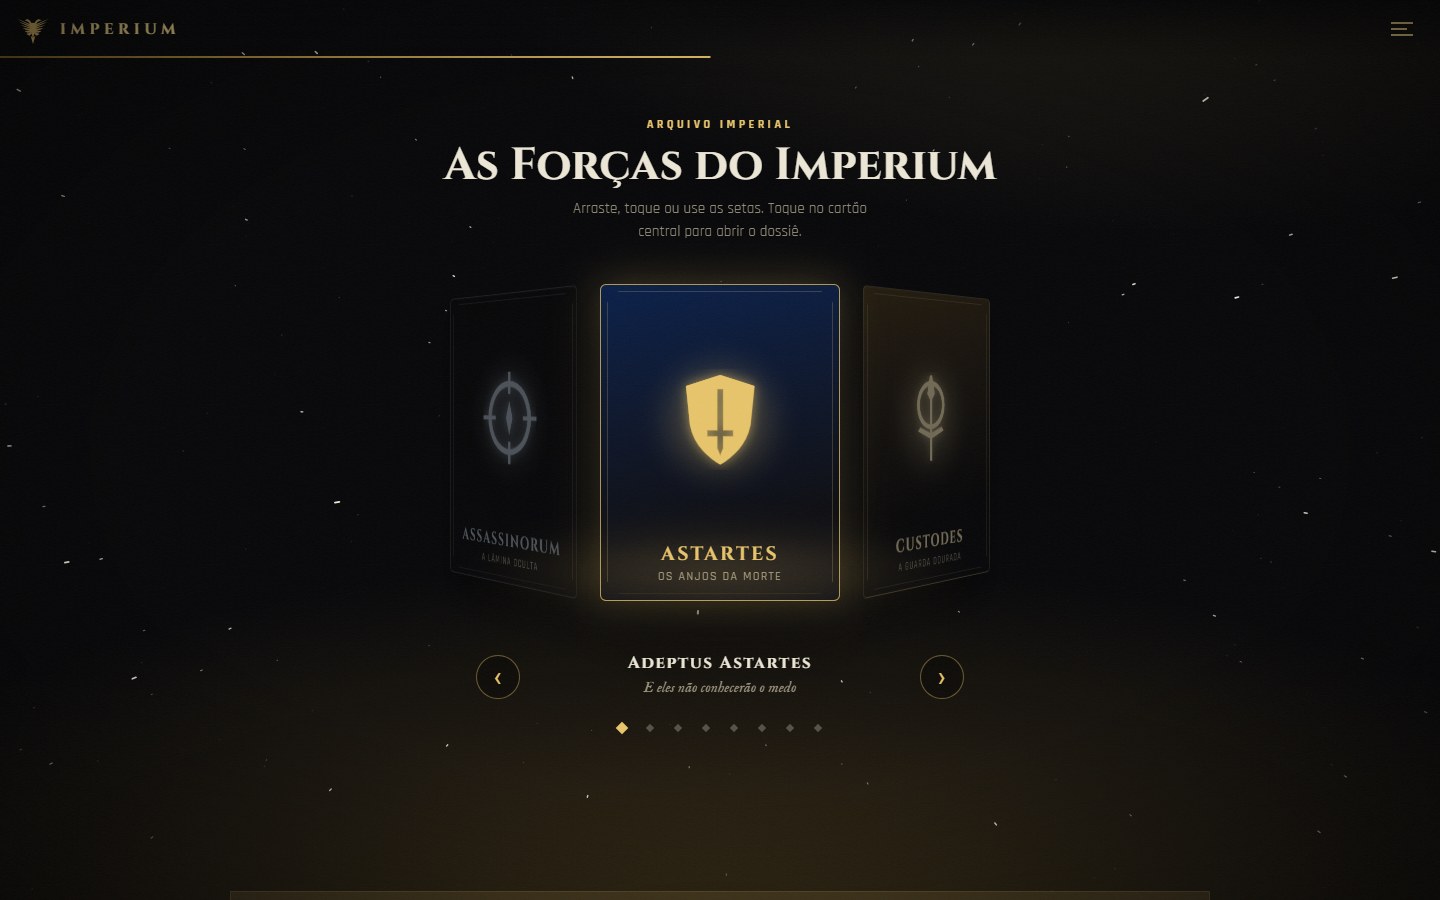 IMPERIUM
ARQUIVO IMPERIAL
As Forças do Imperium
Arraste, toque ou use as setas. Toque no cartão
central para abrir o dossiê.
ASSASSINORUM
A LÂMINA OCULTA
ASTARTES
OS ANJOS DA MORTE
CUSTODES
A GUARDA DOURADA
Adeptus Astartes
E eles não conhecerão o medo